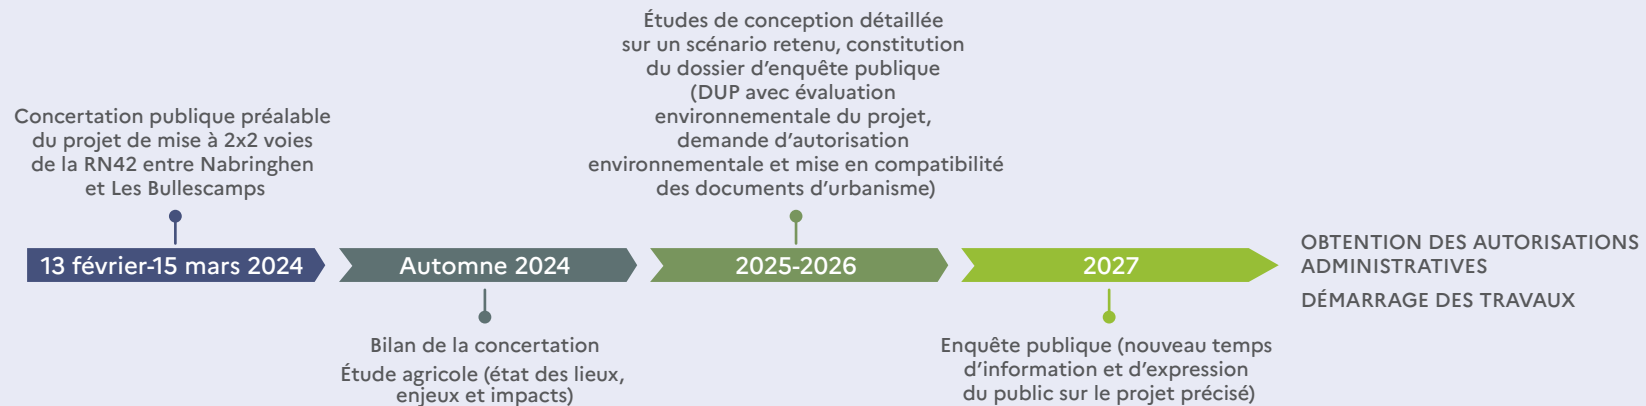 Concertation publique préalable
du projet de mise à 2x2 voies
de la RN42 entre Nabringhen
et Les Bullescamps
13 février-15 mars 2024
Automne 2024
Bilan de la concertation
Étude agricole (état des lieux,
enjeux et impacts)
Études de conception détaillée
sur un scénario retenu, constitution
du dossier d’enquête publique
(DUP avec évaluation
environnementale du projet,
demande d’autorisation
environnementale et mise en compatibilité
des documents d’urbanisme)
2025-2026
2027
Enquête publique (nouveau temps
d’information et d’expression
du public sur le projet précisé)
OBTENTION DES AUTORISATIONS
ADMINISTRATIVES
DÉMARRAGE DES TRAVAUX